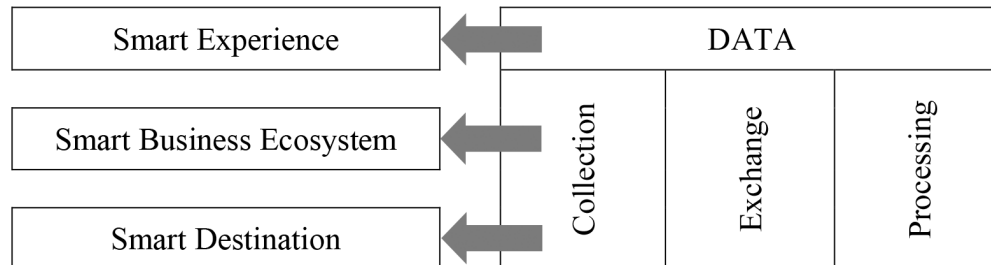 Smart Experience
DATA
Smart Business Ecosystem
Smart Destination
Collection
Exchange
Processing